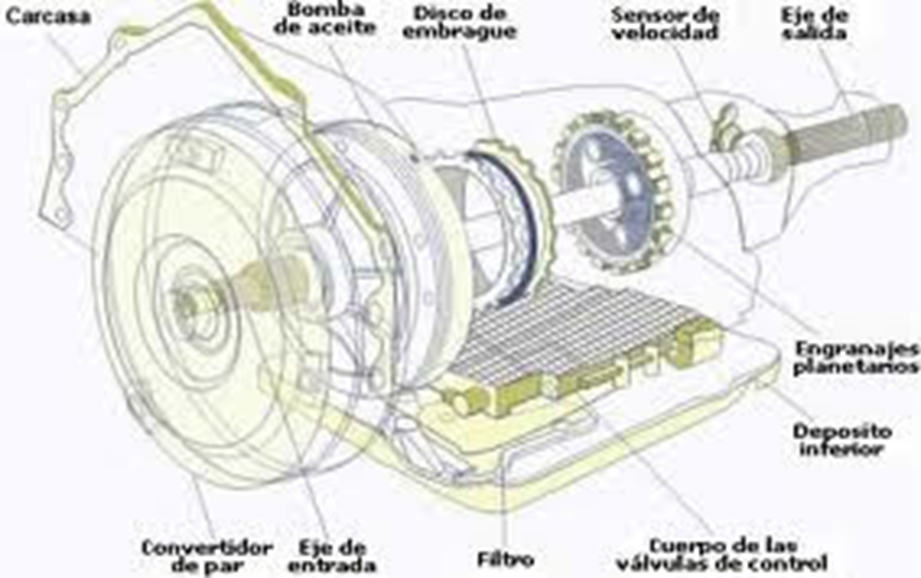 Carcasa
Bomba
de aceite
Disco de
embrague
Sensor de
velocidad
Eje de
salida
Engranajes
planetarios
Deposito
inferior
Convertidor
de par
Eje de
entrada
Filtro
Cuerpo de las
válvulas de control